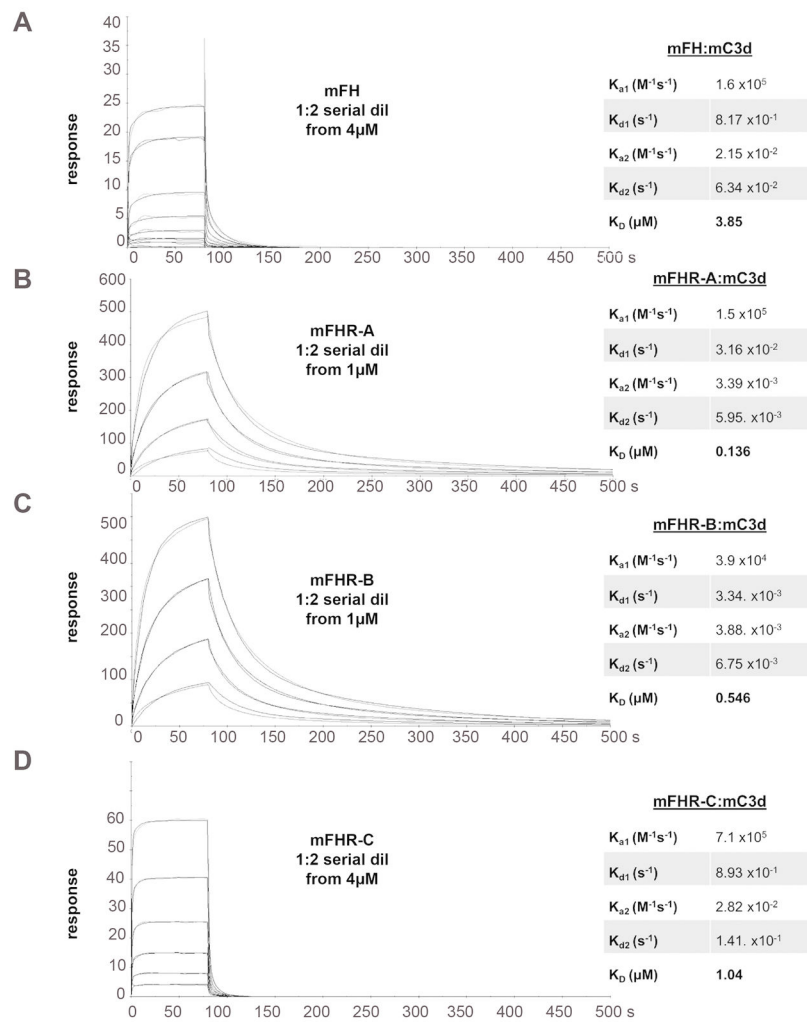 A
40
35
30
25
20
15
10
5
0
response
mFH
1:2 serial dil
from 4μM
50 100 150 200 250 300 350 400 450 500 s
mFH:mC3d
Ka1 (M-1s-1) 1.6 x10⁵
Kd1 (s-1) 8.17 x10-1
Ka2 (M-1s-1) 2.15 x10-2
Kd2 (s-1) 6.34 x10-2
KD (μM) 3.85
B
600
500
400
300
200
100
0
response
mFHR-A
1:2 serial dil
from 1μM
0 50 100 150 200 250 300 350 400 450 500 s
mFHR-A:mC3d
Ka1 (M-1s-1) 1.5 x10⁵
Kd1 (s-1) 3.16 x10-2
Ka2 (M-1s-1) 3.39 x10-3
Kd2 (s-1) 5.95. x10-3
KD (μM) 0.136
C
500
400
300
200
100
0
response
mFHR-B
1:2 serial dil
from 1μM
0 50 100 150 200 250 300 350 400 450 500 s
mFHR-B:mC3d
Ka1 (M-1s-1) 3.9 x10⁴
Kd1 (s-1) 3.34. x10-3
Ka2 (M-1s-1) 3.88. x10-3
Kd2 (s-1) 6.75 x10-3
KD (μM) 0.546
D
60
50
40
30
20
10
0
response
mFHR-C
1:2 serial dil
from 4μM
0 50 100 150 200 250 300 350 400 450 500 s
mFHR-C:mC3d
Ka1 (M-1s-1) 7.1 x10⁵
Kd1 (s-1) 8.93 x10-1
Ka2 (M-1s-1) 2.82 x10-2
Kd2 (s-1) 1.41. x10-1
KD (μM) 1.04